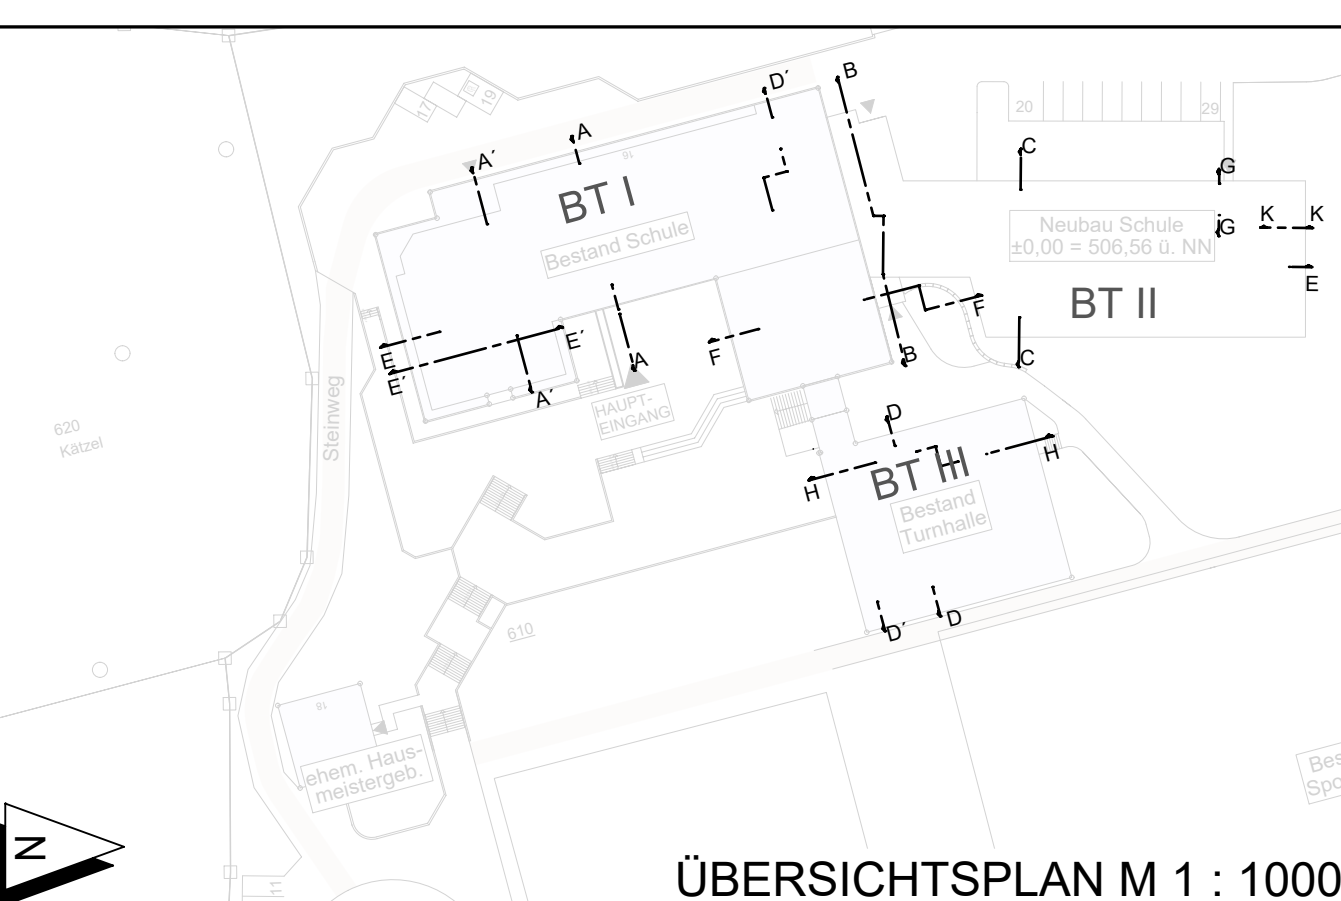 D´
B
19
17
20
29
A
A´
C
16
G
BT I
K
K
Neubau Schule
Bestand Schule
G
±0,00 = 506,56 ü. NN
E
BT II
F
E´
E
F
B
C
A
E´
A´
HAUPT-
EINGANG
Steinweg
D
620
Kätzel
H
BT III
H
Bestand
Turnhalle
D´
D
610
18
ehem. Haus-
meistergeb.
N
11
ÜBERSICHTSPLAN M 1 : 1000